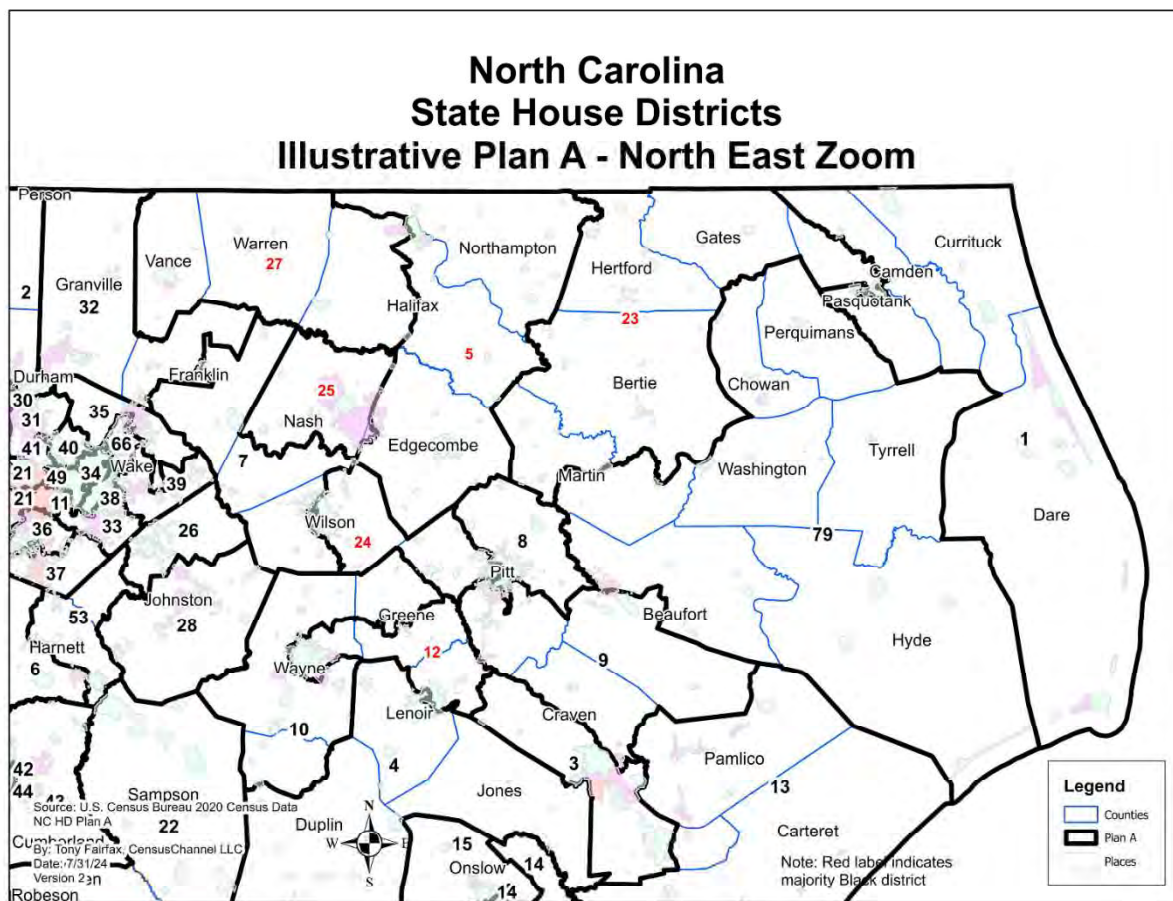 North Carolina
State House Districts
Illustrative Plan A - North East Zoom
Person
Northampton
Gates
Currituck
Warren
27
Vance
Hertford
Camden
Granville
32
2
Halifax
Pasquotank
23
Perquimans
5
Franklin
Durham
25
Bertie
Chowan
30
35
31
Nash
Edgecombe
Tyrrell
1
41
40
66
Wake
7
Martin
Washington
21
49
34
39
Dare
21
11
38
Wilson
8
36
33
26
24
79
Pitt
37
Johnston
28
Greene
Beaufort
53
Hyde
Harnett
6
Wayne
12
9
Lenoir
Craven
10
4
3
Pamlico
42
44
43
Sampson
22
Jones
13
Duplin
Carteret
15
Onslow
14
14
Cumberland
Robeson
Source: U.S. Census Bureau 2020 Census Data
NC HD Plan A
By: Tony Fairfax, CensusChannel LLC
Date: 7/31/24
Version 2
N
W E
S
Note: Red label indicates
majority Black district
Legend
Counties
Plan A
Places